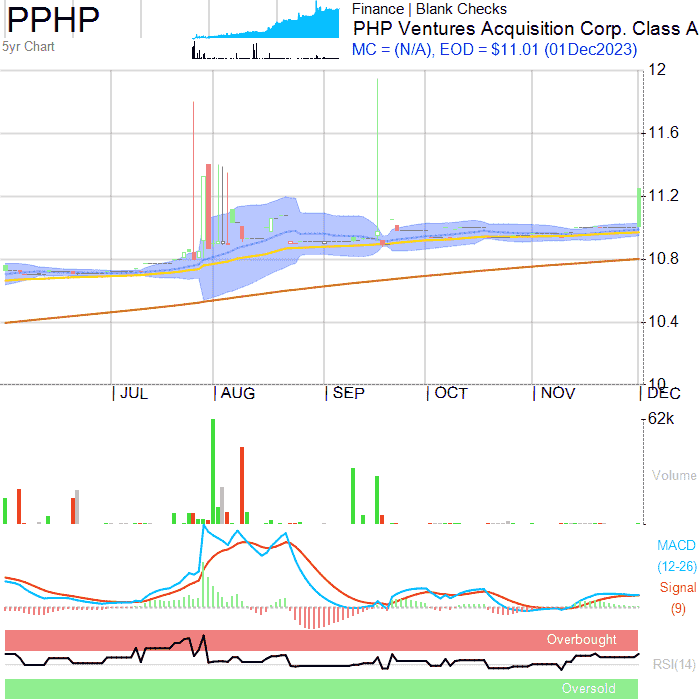 PPHP
5yr Chart
Finance | Blank Checks
PHP Ventures Acquisition Corp. Class A
MC = (N/A), EOD = $11.01 (01Dec2023)
12
11.6
11.2
10.8
10.4
10
JUL
AUG
SEP
OCT
NOV
DEC
62k
Volume
MACD
(12-26)
Signal
(9)
Overbought
RSI(14)
Oversold